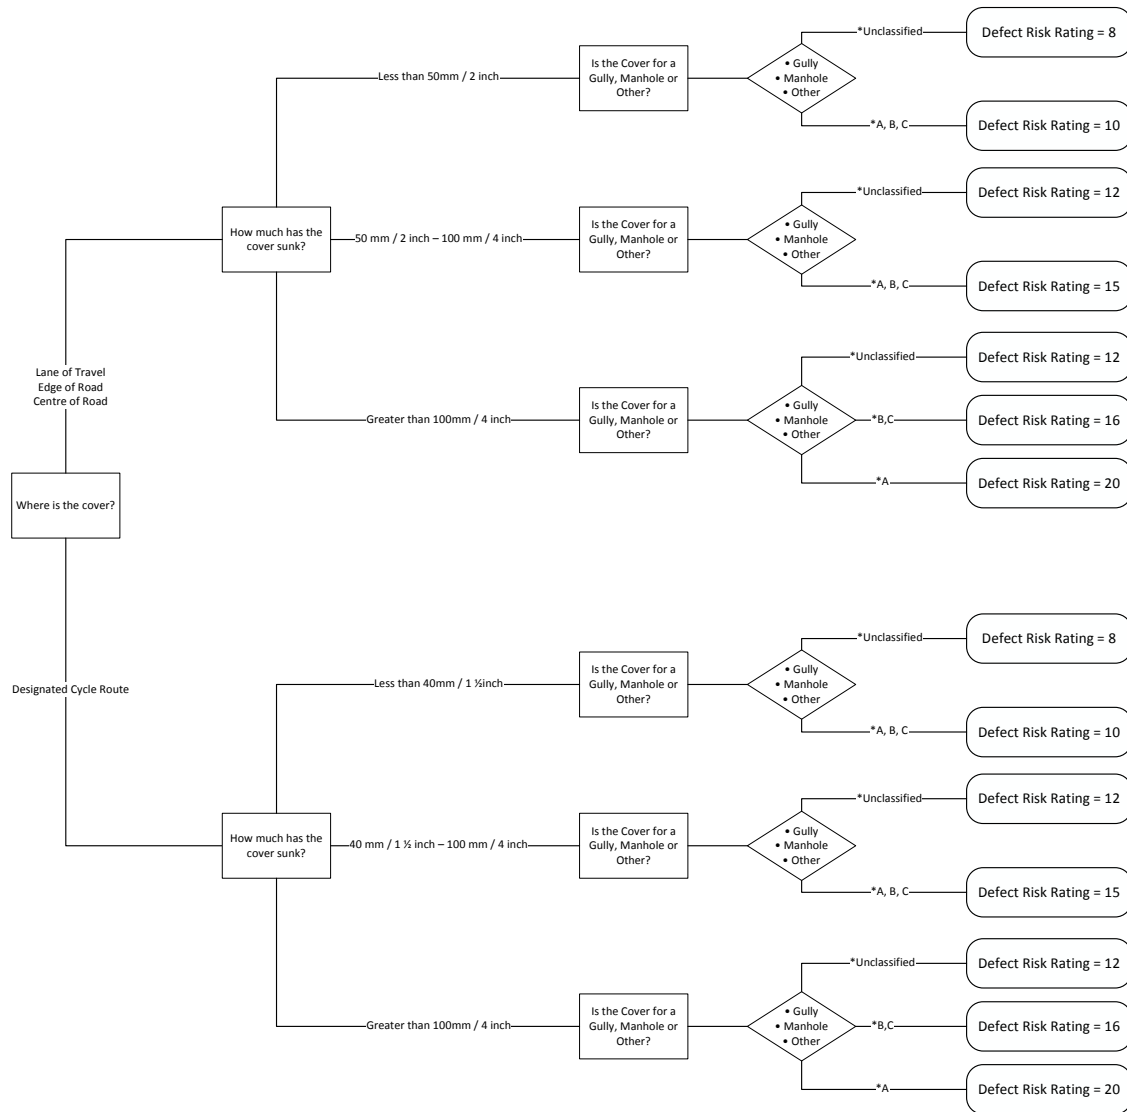 *Unclassified
Defect Risk Rating = 8
Less than 50mm / 2 inch
Is the Cover for a
Gully, Manhole or
Other?
• Gully
• Manhole
• Other
*A, B, C
Defect Risk Rating = 10
*Unclassified
Defect Risk Rating = 12
How much has the
cover sunk?
50 mm / 2 inch – 100 mm / 4 inch
Is the Cover for a
Gully, Manhole or
Other?
• Gully
• Manhole
• Other
*A, B, C
Defect Risk Rating = 15
*Unclassified
Defect Risk Rating = 12
Lane of Travel
Edge of Road
Centre of Road
Greater than 100mm / 4 inch
Is the Cover for a
Gully, Manhole or
Other?
• Gully
• Manhole
• Other
*B,C
Defect Risk Rating = 16
*A
Defect Risk Rating = 20
Where is the cover?
*Unclassified
Defect Risk Rating = 8
Designated Cycle Route
Less than 40mm / 1 ½inch
Is the Cover for a
Gully, Manhole or
Other?
• Gully
• Manhole
• Other
*A, B, C
Defect Risk Rating = 10
*Unclassified
Defect Risk Rating = 12
How much has the
cover sunk?
40 mm / 1 ½ inch – 100 mm / 4 inch
Is the Cover for a
Gully, Manhole or
Other?
• Gully
• Manhole
• Other
*A, B, C
Defect Risk Rating = 15
*Unclassified
Defect Risk Rating = 12
Greater than 100mm / 4 inch
Is the Cover for a
Gully, Manhole or
Other?
• Gully
• Manhole
• Other
*B,C
Defect Risk Rating = 16
*A
Defect Risk Rating = 20